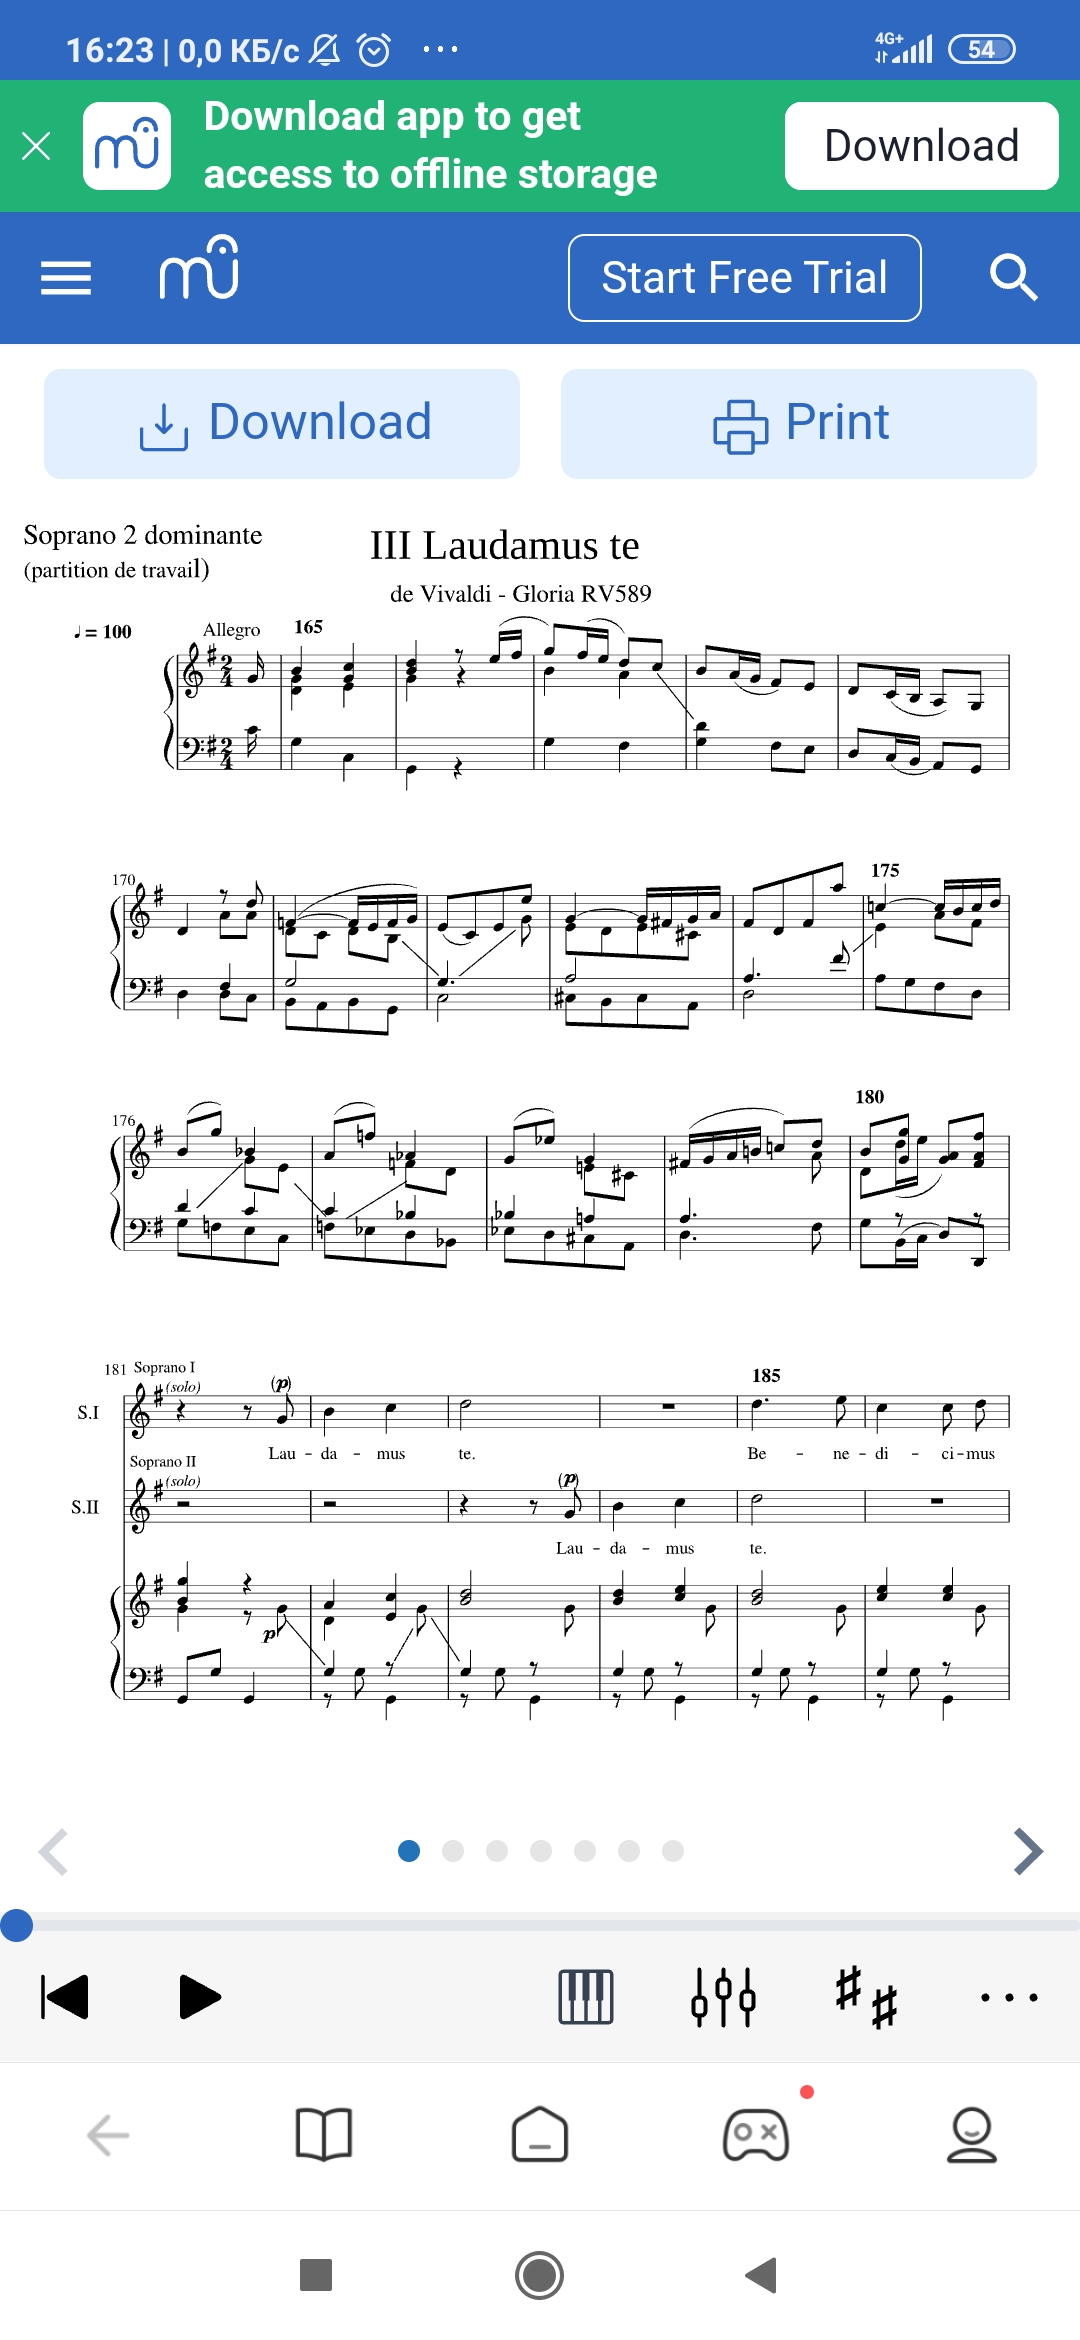 16:23 | 0,0 КБ/с
4G+
54
Download app to get
access to offline storage
Download
Start Free Trial
Download
Print
Soprano 2 dominante
(partition de travail)
III Laudamus te
de Vivaldi - Gloria RV589
♩ = 100
Allegro
165
170
175
176
180
181 Soprano I
(solo)
(p)
185
S.I
Lau - da - mus te. Be - ne - di - ci - mus
Soprano II
(solo)
(p)
S.II
Lau - da - mus te.
p